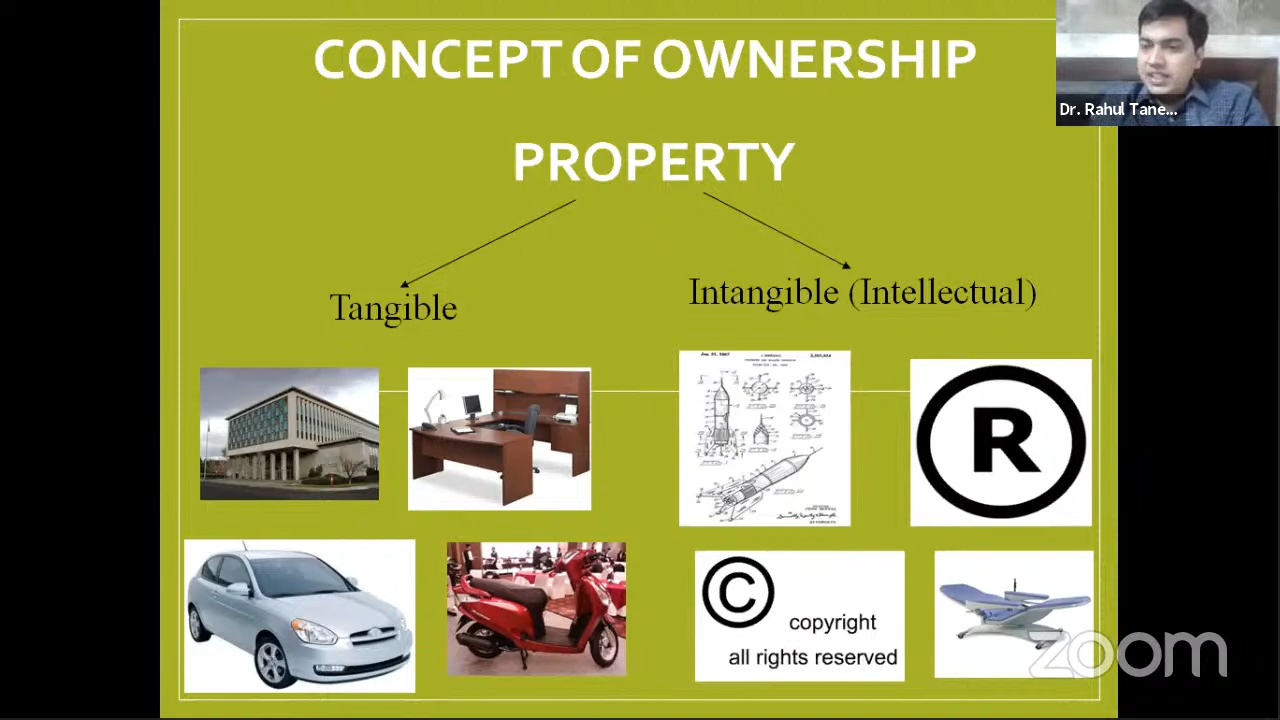 CONCEPT OF OWNERSHIP
Dr. Rahul Tane...
PROPERTY
Tangible
Intangible (Intellectual)
R
©
copyright
all rights reserved
zoom